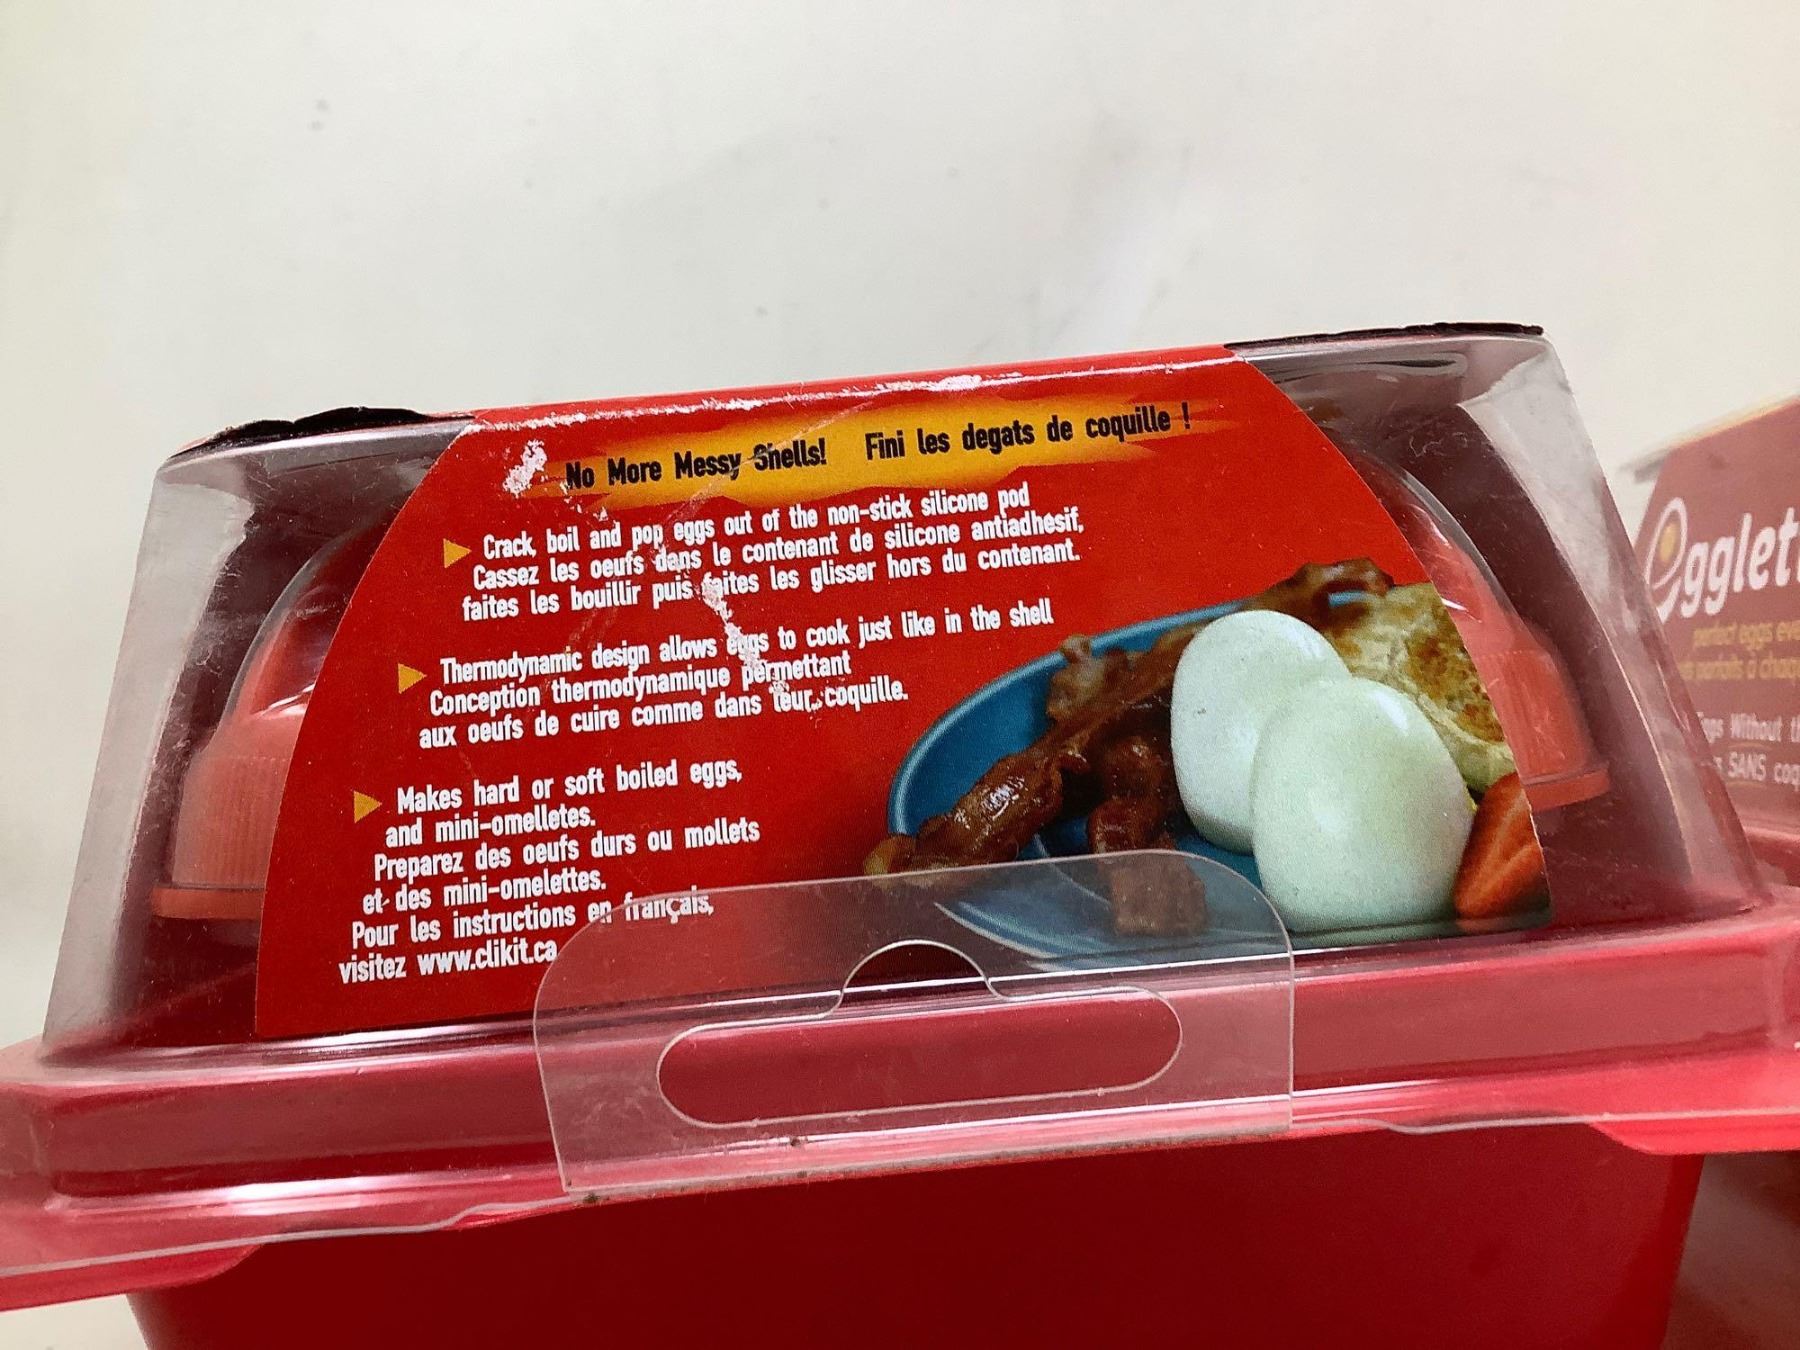 No More Messy Shells! Fini les degats de coquille !
Crack, boil and pop eggs out of the non-stick silicone pod
Cassez les oeufs dans le contenant de silicone antiadhesif,
faites les bouillir puis faites les glisser hors du contenant.
Thermodynamic design allows eggs to cook just like in the shell
Conception thermodynamique permettant
aux oeufs de cuire comme dans leur coquille.
Makes hard or soft boiled eggs,
and mini-omelletes.
Preparez des oeufs durs ou mollets
et des mini-omelettes.
Pour les instructions en français,
visitez www.clikit.ca
perfect eggs
Without
SANS